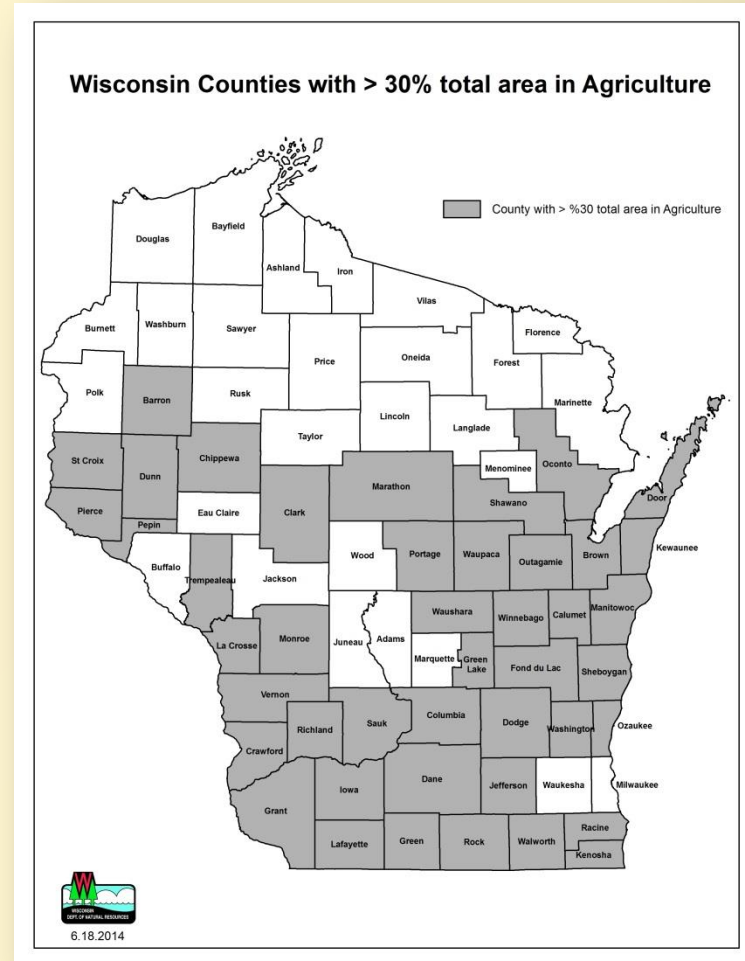 Wisconsin Counties with > 30% total area in Agriculture
County with > %30 total area in Agriculture
Douglas
Bayfield
Ashland
Iron
Vilas
Burnett
Washburn
Sawyer
Price
Oneida
Forest
Florence
Polk
Barron
Rusk
Lincoln
Langlade
Marinette
Taylor
St Croix
Dunn
Chippewa
Marathon
Menominee
Oconto
Shawano
Door
Pierce
Pepin
Eau Claire
Clark
Wood
Portage
Waupaca
Outagamie
Brown
Kewaunee
Buffalo
Trempealeau
Jackson
Waushara
Winnebago
Calumet
Manitowoc
La Crosse
Monroe
Juneau
Adams
Marquette
Green
Lake
Fond du Lac
Sheboygan
Vernon
Richland
Sauk
Columbia
Dodge
Washington
Ozaukee
Crawford
Iowa
Dane
Jefferson
Waukesha
Milwaukee
Grant
Lafayette
Green
Rock
Walworth
Racine
Kenosha
W
WISCONSIN
DEPT. OF NATURAL RESOURCES
6.18.2014